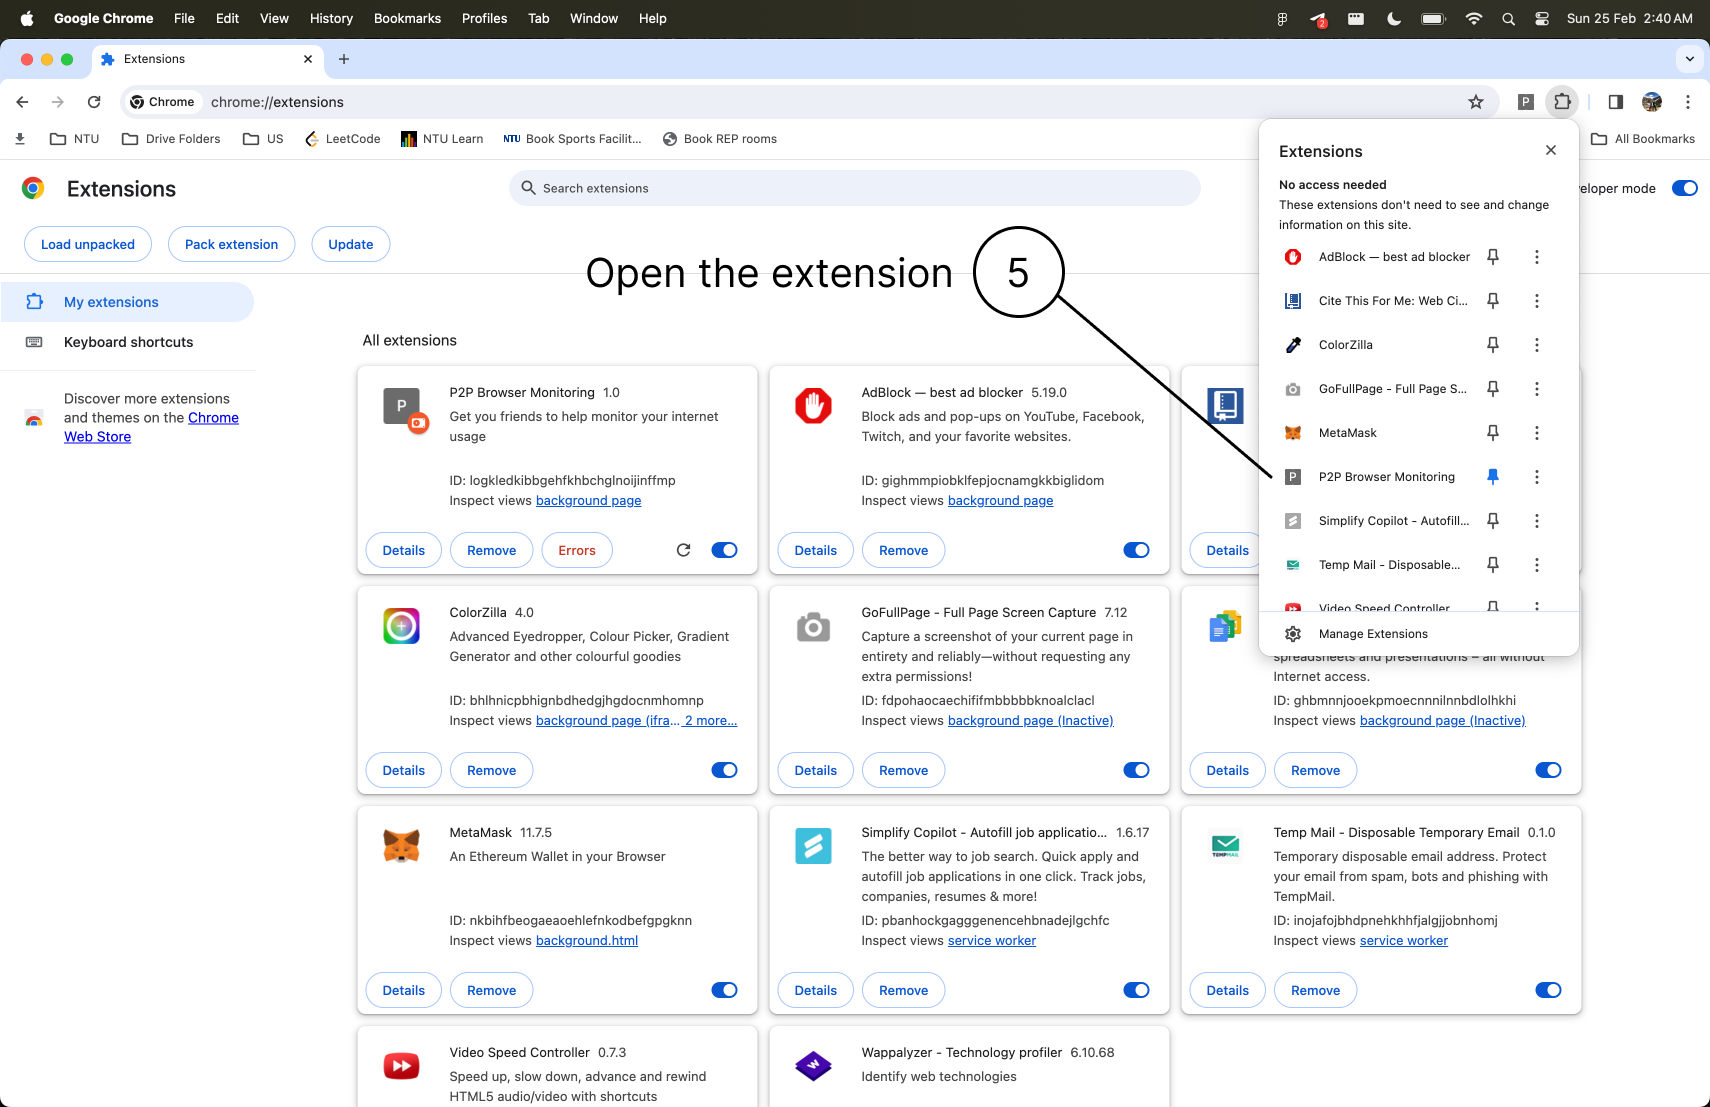 Google Chrome File Edit View History Bookmarks Profiles Tab Window Help
2
Sun 25 Feb 2:40 AM
Extensions
Chrome
chrome://extensions
P
NTU
Drive Folders
US
LeetCode
NTU Learn
NTU Book Sports Facilit...
Book REP rooms
All Bookmarks
Extensions
Search extensions
eloper mode
Load unpacked
Pack extension
Update
Open the extension 5
My extensions
Keyboard shortcuts
Discover more extensions
and themes on the Chrome
Web Store
All extensions
P
P2P Browser Monitoring 1.0
Get you friends to help monitor your internet
usage
ID: logkledkibbgehfkhbchglnoijinffmp
Inspect views background page
Details
Remove
Errors
AdBlock — best ad blocker 5.19.0
Block ads and pop-ups on YouTube, Facebook,
Twitch, and your favorite websites.
ID: gighmmpiobklfepjocnamgkkbiglidom
Inspect views background page
Details
Remove
Details
ColorZilla 4.0
Advanced Eyedropper, Colour Picker, Gradient
Generator and other colourful goodies
ID: bhlhnicpbhignbdhedgjhgdocnmhomnp
Inspect views background page (ifra... 2 more...
Details
Remove
GoFullPage - Full Page Screen Capture 7.12
Capture a screenshot of your current page in
entirety and reliably—without requesting any
extra permissions!
ID: fdpohaocaechififmbbbbbknoalclacl
Inspect views background page (Inactive)
Details
Remove
spreadsheets and presentations – all without
Internet access.
ID: ghbmnnjooekpmoecnnnilnnbdlolhkhi
Inspect views background page (Inactive)
Details
Remove
MetaMask 11.7.5
An Ethereum Wallet in your Browser
ID: nkbihfbeogaeaoehlefnkodbefgpgknn
Inspect views background.html
Details
Remove
Simplify Copilot - Autofill job applicatio... 1.6.17
The better way to job search. Quick apply and
autofill job applications in one click. Track jobs,
companies, resumes & more!
ID: pbanhockgagggenencehbnadejlgchfc
Inspect views service worker
Details
Remove
TEMPMAIL
Temp Mail - Disposable Temporary Email 0.1.0
Temporary disposable email address. Protect
your email from spam, bots and phishing with
TempMail.
ID: inojafojbhdpnehkhhfjalgjjobnhomj
Inspect views service worker
Details
Remove
Video Speed Controller 0.7.3
Speed up, slow down, advance and rewind
HTML5 audio/video with shortcuts
Wappalyzer - Technology profiler 6.10.68
Identify web technologies
Extensions
No access needed
These extensions don't need to see and change
information on this site.
AdBlock — best ad blocker
Cite This For Me: Web Ci...
ColorZilla
GoFullPage - Full Page S...
MetaMask
P
P2P Browser Monitoring
Simplify Copilot - Autofill...
Temp Mail - Disposable...
Video Speed Controller
Manage Extensions